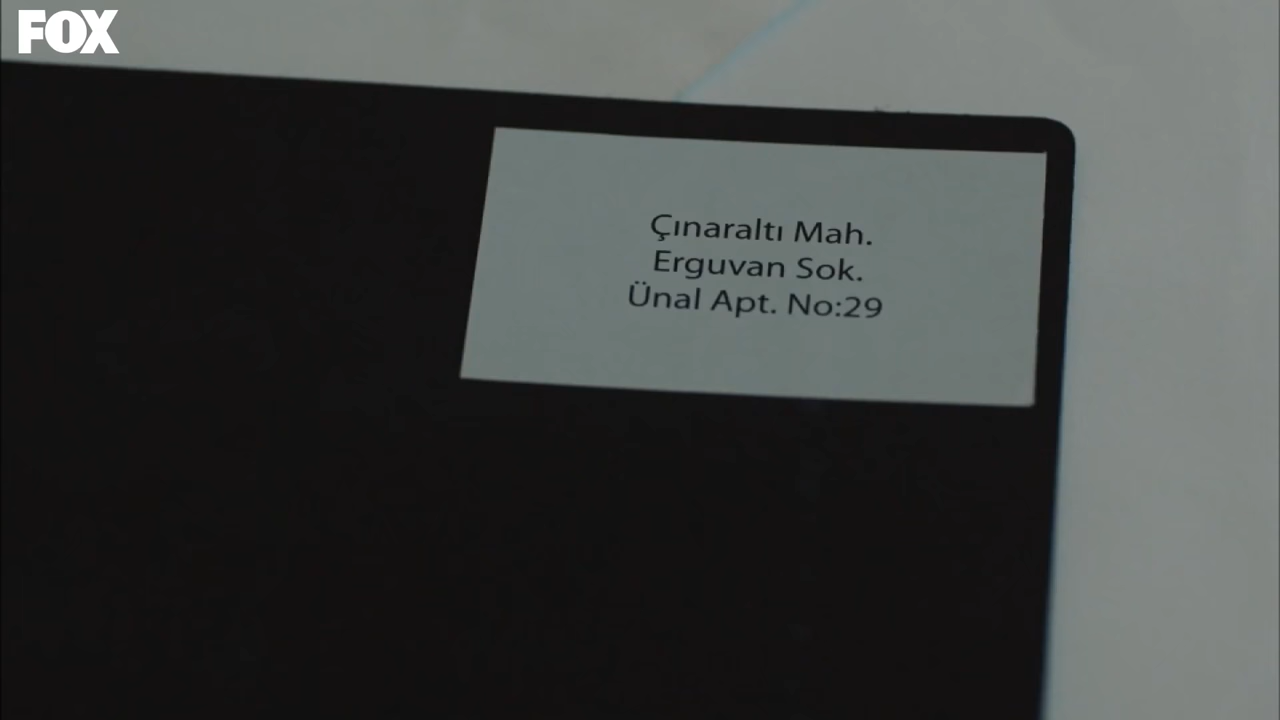 FOX
Çınaraltı Mah.
Erguvan Sok.
Ünal Apt. No:29